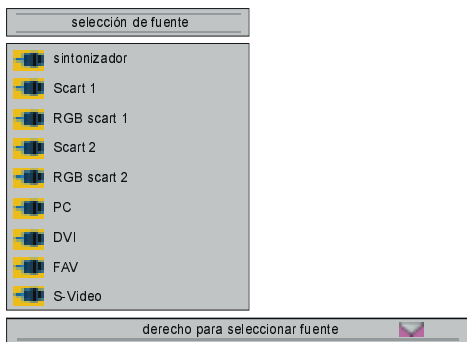 selección de fuente
sintonizador
Scart 1
RGB scart 1
Scart 2
RGB scart 2
PC
DVI
FAV
S-Video
derecho para seleccionar fuente